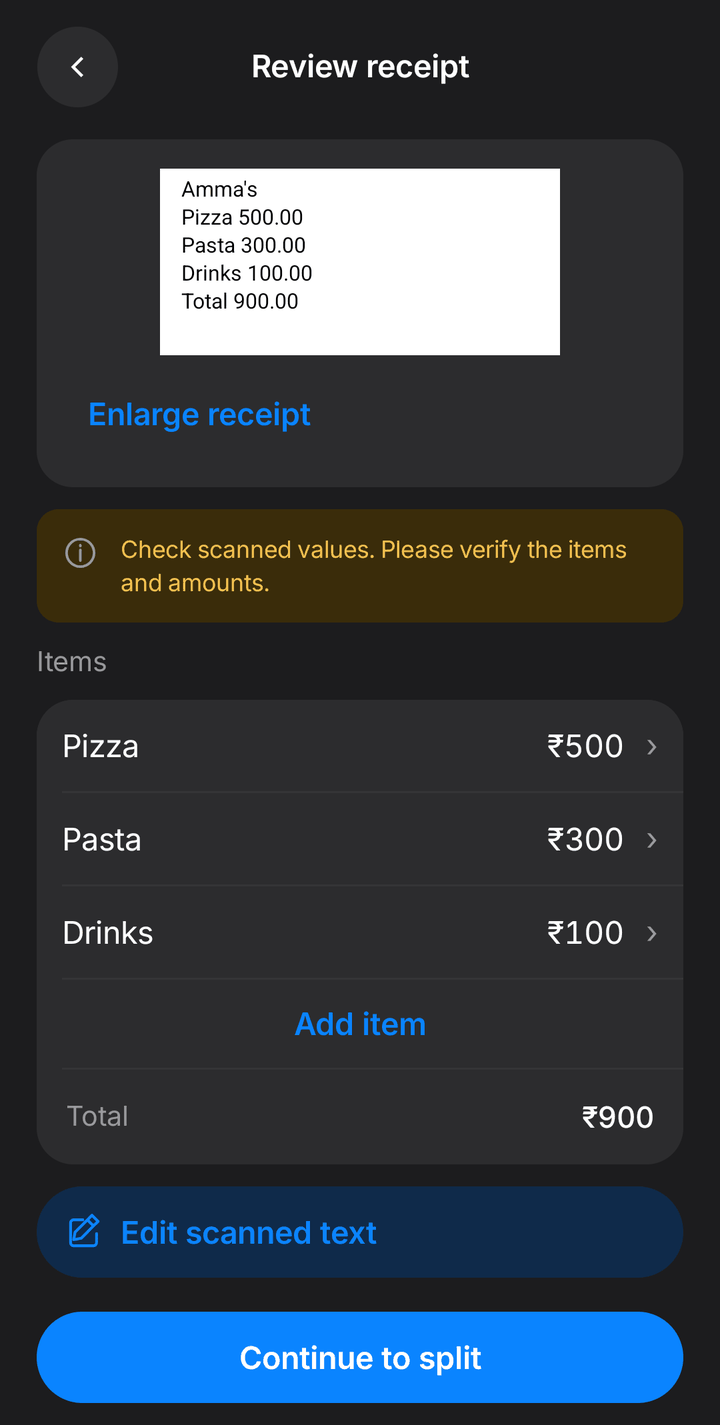 Review receipt
Amma's
Pizza 500.00
Pasta 300.00
Drinks 100.00
Total 900.00
Enlarge receipt
Check scanned values. Please verify the items
and amounts.
Items
Pizza ₹500
Pasta ₹300
Drinks ₹100
Add item
Total ₹900
Edit scanned text
Continue to split